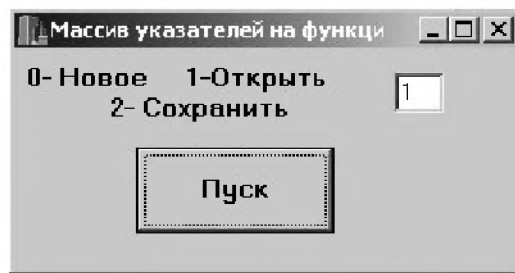 Массив указателей на функци
0- Новое 1-Открыть
1
2- Сохранить
Пуск